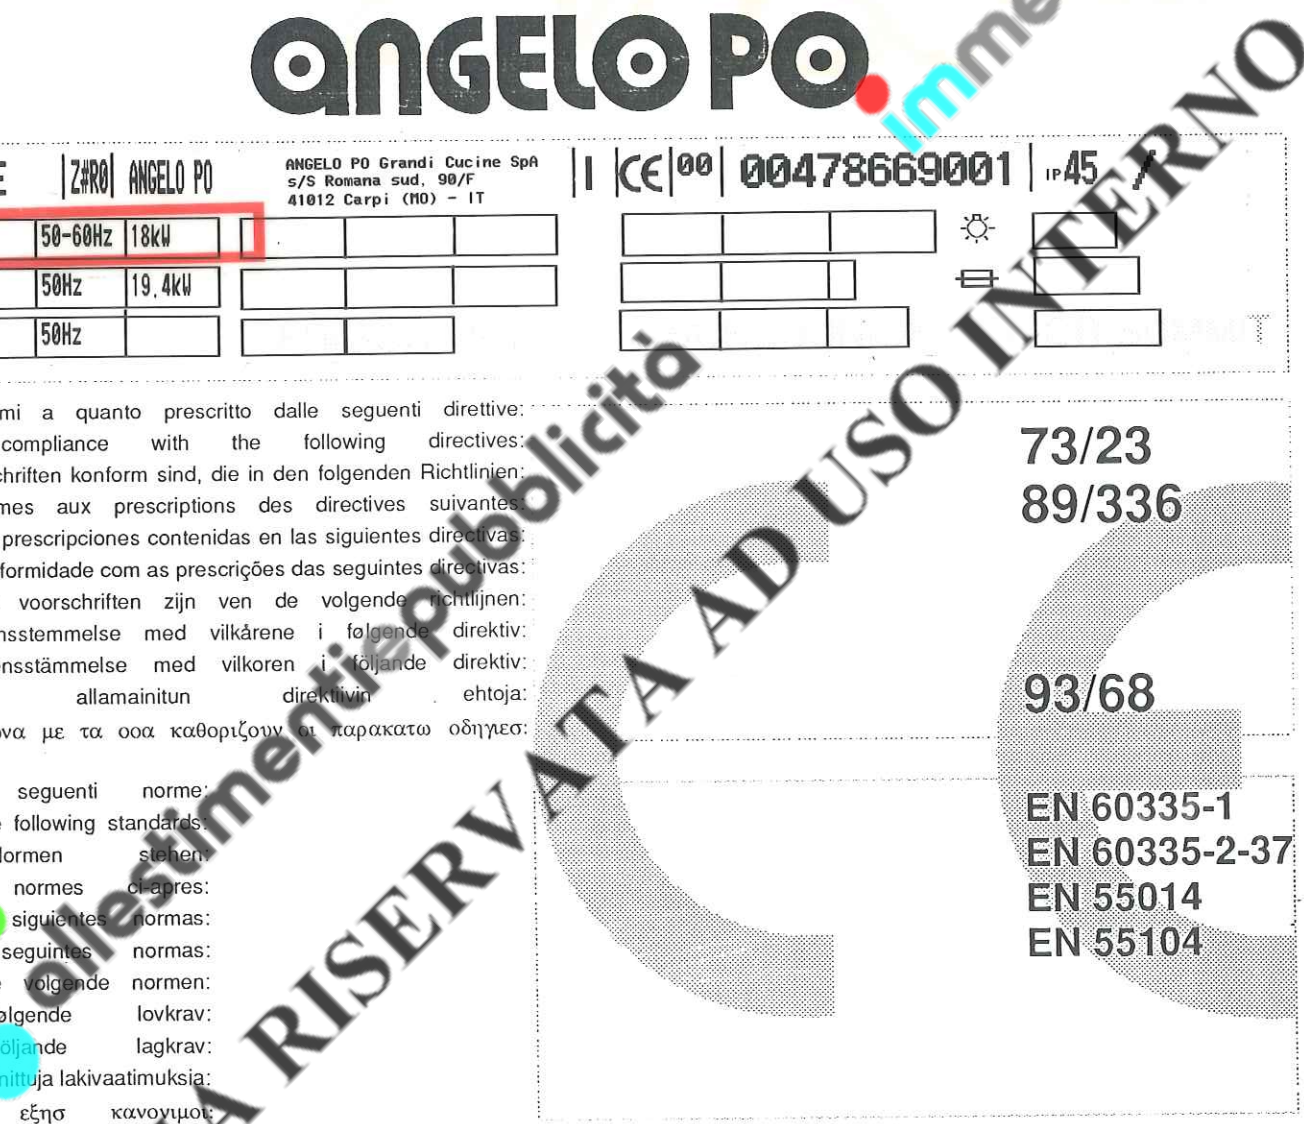 ANGELO PO
E Z#R0 ANGELO PO
ANGELO PO Grandi Cucine SpA
s/S Romana sud, 90/F
41012 Carpi (MO) - IT
I CE 00 00478669001 IP45
50-60Hz 18kW
50Hz 19.4kW
50Hz
T
mi a quanto prescritto dalle seguenti direttive:
compliance with the following directives:
chriften konform sind, die in den folgenden Richtlinien:
mes aux prescriptions des directives suivantes:
prescripciones contenidas en las siguientes directivas:
formidade com as prescrições das seguintes directivas:
voorschriften zijn ven de volgende richtlijnen:
nsstemmelse med vilkårene i følgende direktiv:
ensstämmelse med vilkoren i följande direktiv:
allamainitun direktiivin ehtoja:
να με τα οοα καθοριζουν οι παρακατω οδηγιεσ:
73/23
89/336
93/68
seguenti norme:
e following standards:
Normen stehen:
normes ci-apres:
siguientes normas:
seguintes normas:
e volgende normen:
ølgende lovkrav:
öljande lagkrav:
nittuja lakivaatimuksia:
εξησ κανονιμοι:
EN 60335-1
EN 60335-2-37
EN 55014
EN 55104
allestimentiepubblicità
imme
A RISERVATA AD USO INTERNO